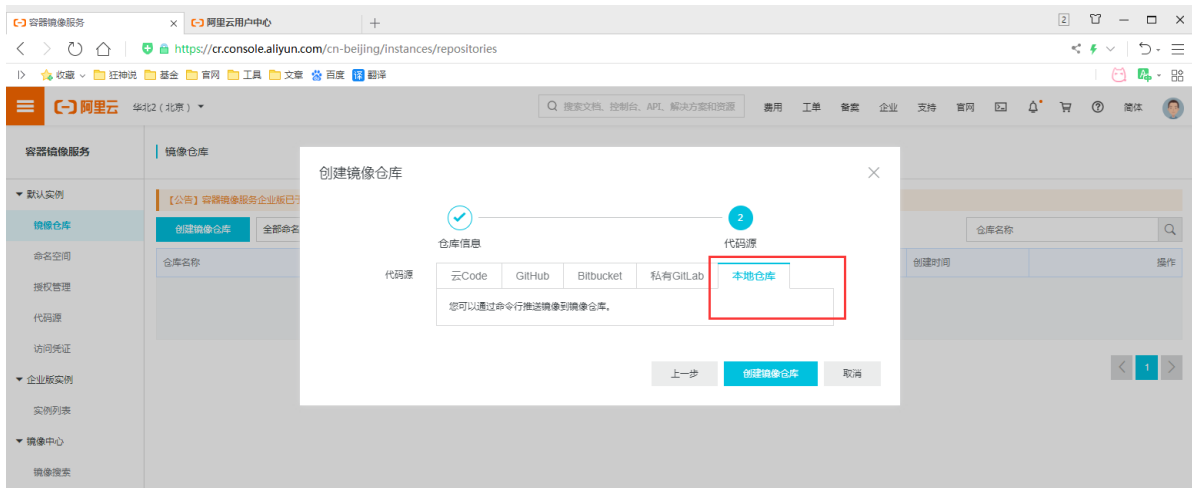 容器镜像服务
阿里云用户中心
2
https://cr.console.aliyun.com/cn-beijing/instances/repositories
收藏 狂神说 基金 官网 工具 文章 百度 译 翻译
阿里云 华北2（北京） 搜索文档、控制台、API、解决方案和资源 费用 工单 备案 企业 支持 官网 简体
容器镜像服务
默认实例
镜像仓库
命名空间
授权管理
代码源
访问凭证
企业版实例
实例列表
镜像中心
镜像搜索
镜像仓库
【公告】容器镜像服务企业版已于
创建镜像仓库 全部命名 仓库名称
仓库名称 创建时间 操作
1
创建镜像仓库
2
仓库信息 代码源
代码源 云Code GitHub Bitbucket 私有GitLab 本地仓库
您可以通过命令行推送镜像到镜像仓库。
上一步 创建镜像仓库 取消